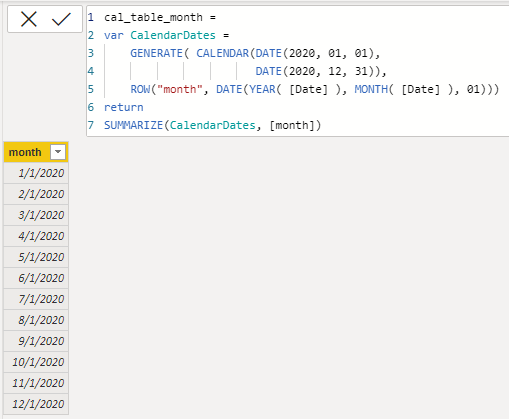 1 cal_table_month =
2 var CalendarDates =
3 GENERATE( CALENDAR(DATE(2020, 01, 01),
4 DATE(2020, 12, 31)),
5 ROW("month", DATE(YEAR( [Date] ), MONTH( [Date] ), 01)))
6 return
7 SUMMARIZE(CalendarDates, [month])
month
1/1/2020
2/1/2020
3/1/2020
4/1/2020
5/1/2020
6/1/2020
7/1/2020
8/1/2020
9/1/2020
10/1/2020
11/1/2020
12/1/2020